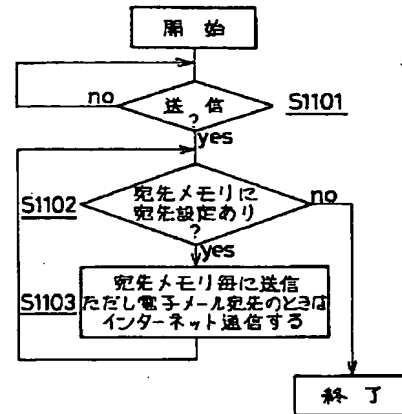 開始
送信
?
no
S1101
yes
宛先メモリに
宛先設定あり
?
no
S1102
yes
宛先メモリ毎に送信
ただし電子メール宛先のときは
インターネット通信する
S1103
終了